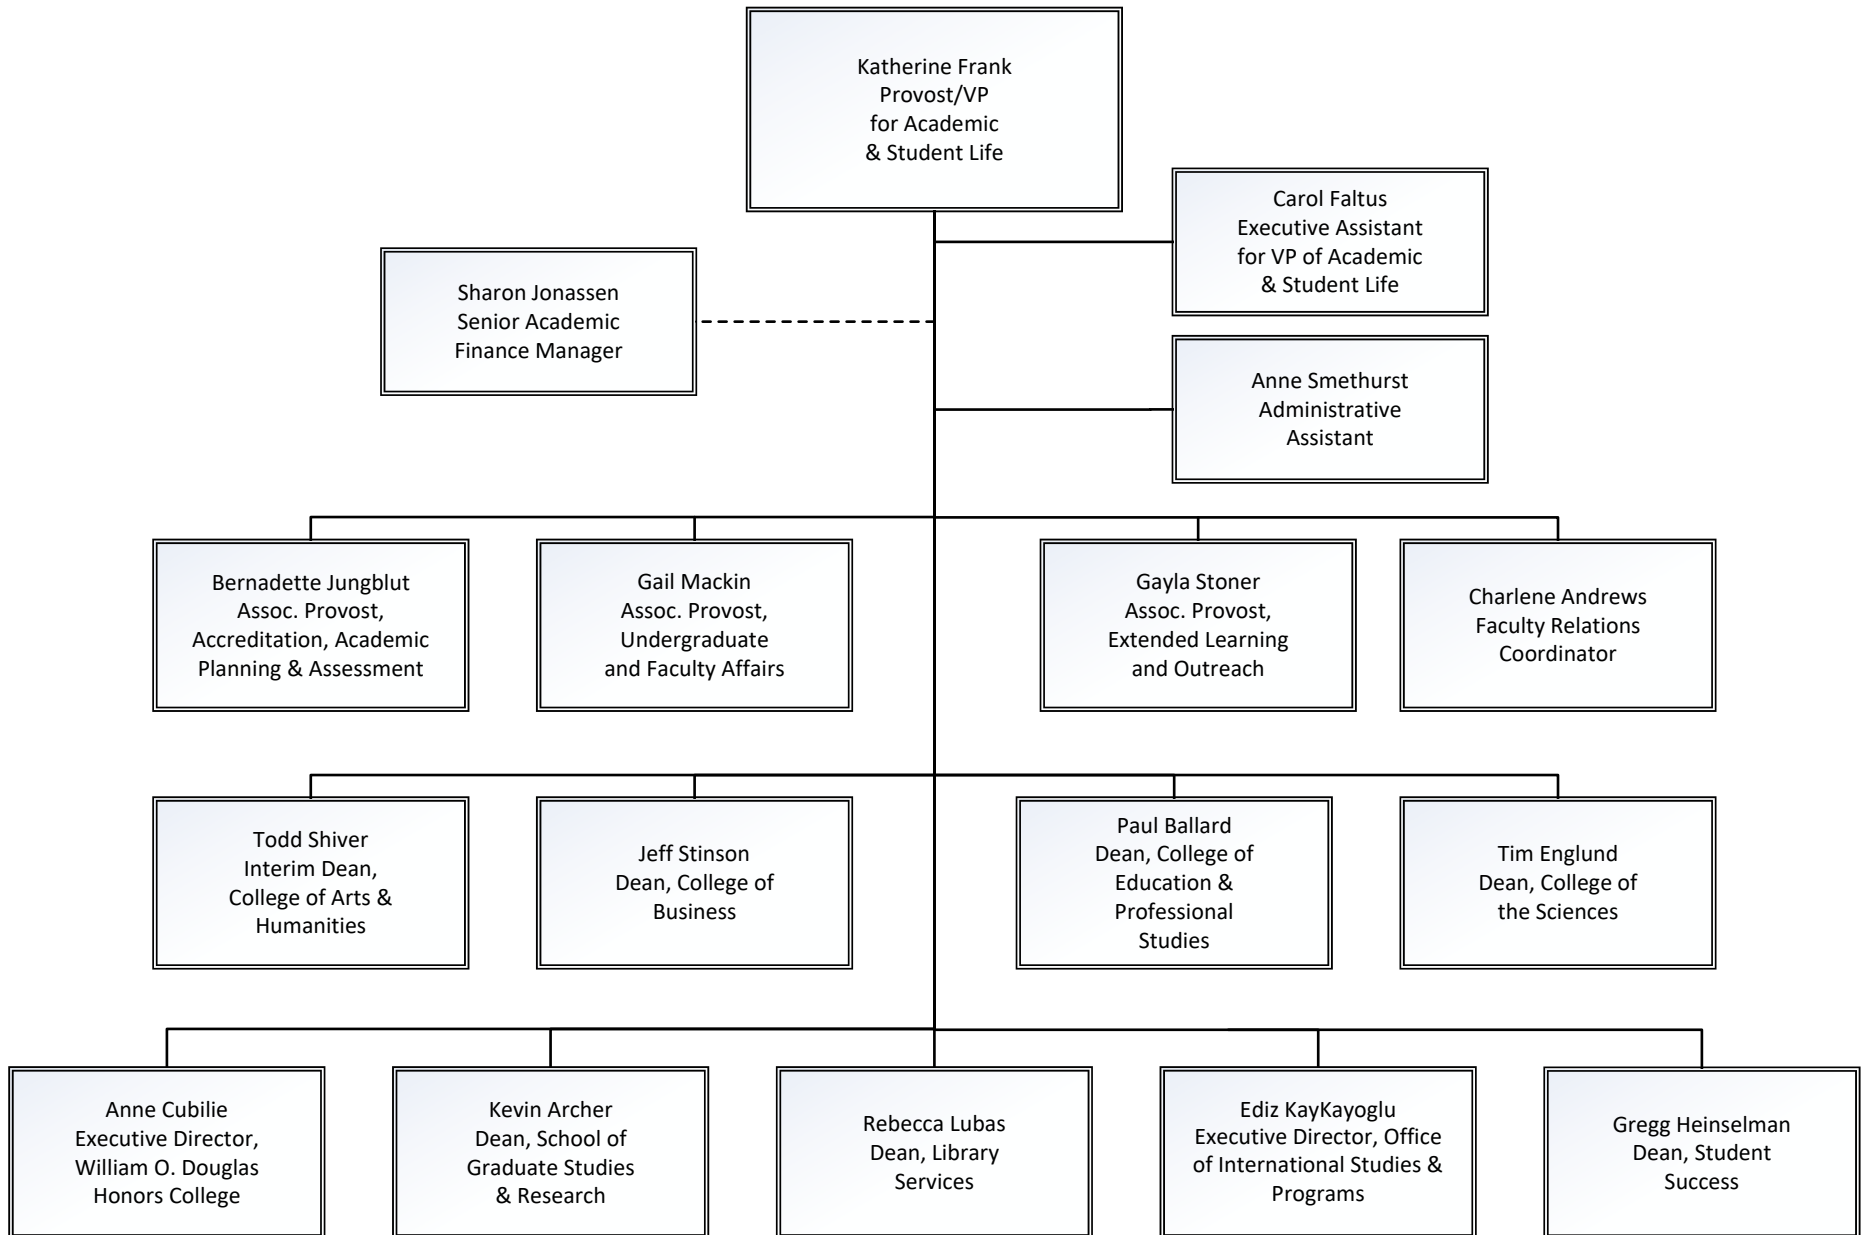 Katherine Frank
Provost/VP
for Academic
& Student Life
Carol Faltus
Executive Assistant
for VP of Academic
& Student Life
Sharon Jonassen
Senior Academic
Finance Manager
Anne Smethurst
Administrative
Assistant
Bernadette Jungblut
Assoc. Provost,
Accreditation, Academic
Planning & Assessment
Gail Mackin
Assoc. Provost,
Undergraduate
and Faculty Affairs
Gayla Stoner
Assoc. Provost,
Extended Learning
and Outreach
Charlene Andrews
Faculty Relations
Coordinator
Todd Shiver
Interim Dean,
College of Arts &
Humanities
Jeff Stinson
Dean, College of
Business
Paul Ballard
Dean, College of
Education &
Professional
Studies
Tim Englund
Dean, College of
the Sciences
Anne Cubilie
Executive Director,
William O. Douglas
Honors College
Kevin Archer
Dean, School of
Graduate Studies
& Research
Rebecca Lubas
Dean, Library
Services
Ediz KayKayoglu
Executive Director, Office
of International Studies &
Programs
Gregg Heinselman
Dean, Student
Success